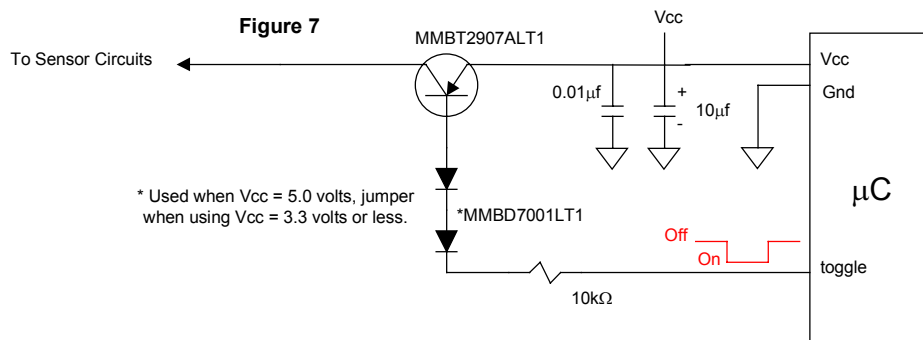 Figure 7
Vcc
MMBT2907ALT1
To Sensor Circuits
Vcc
Gnd
0.01µf
+
10µf
-
* Used when Vcc = 5.0 volts, jumper
when using Vcc = 3.3 volts or less.
*MMBD7001LT1
µC
Off
On
toggle
10kΩ